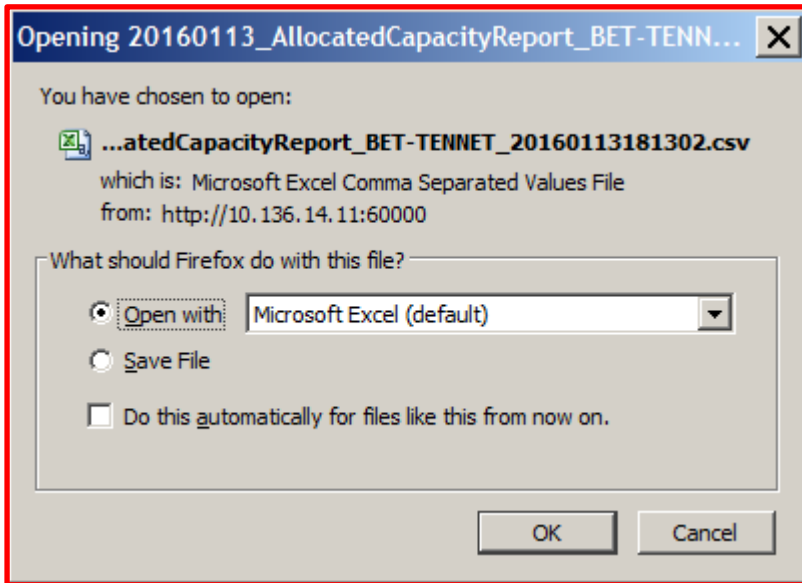 Opening 20160113_AllocatedCapacityReport_BET-TENN...
You have chosen to open:
...atedCapacityReport_BET-TENNET_20160113181302.csv
which is: Microsoft Excel Comma Separated Values File
from: http://10.136.14.11:60000
What should Firefox do with this file?
Open with Microsoft Excel (default)
Save File
Do this automatically for files like this from now on.
OK Cancel